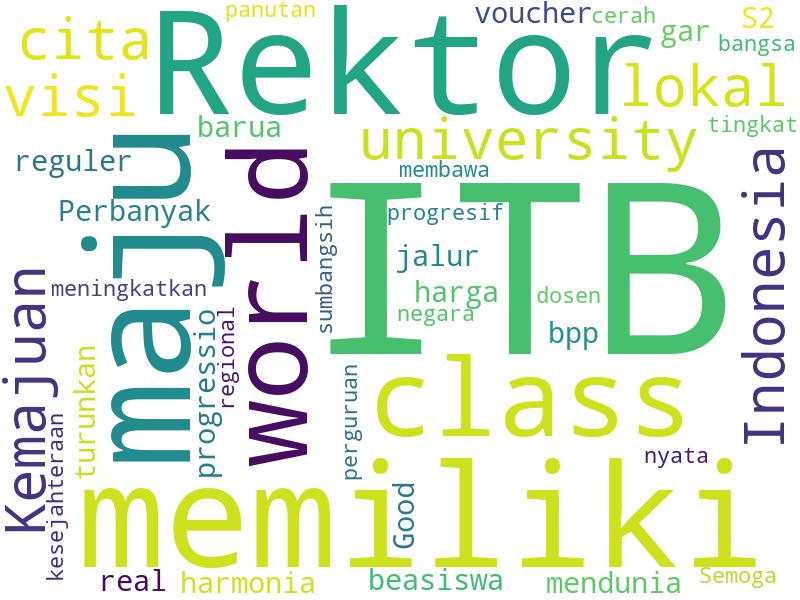 panutan
voucher
cerah
S2
cita
Rektor
gar
bangsa
visi
lokal
barua
university
tingkat
reguler
maju
world
membawa
Indonesia
Perbanyak
ITB
progresif
sumbangsih
jalur
Kemajuan
meningkatkan
harga
dosen
negara
bpp
progressio
regional
turunkan
class
perguruan
kesejahteraan
nyata
memiliki
Good
real
harmonia
beasiswa
mendunia
Semoga